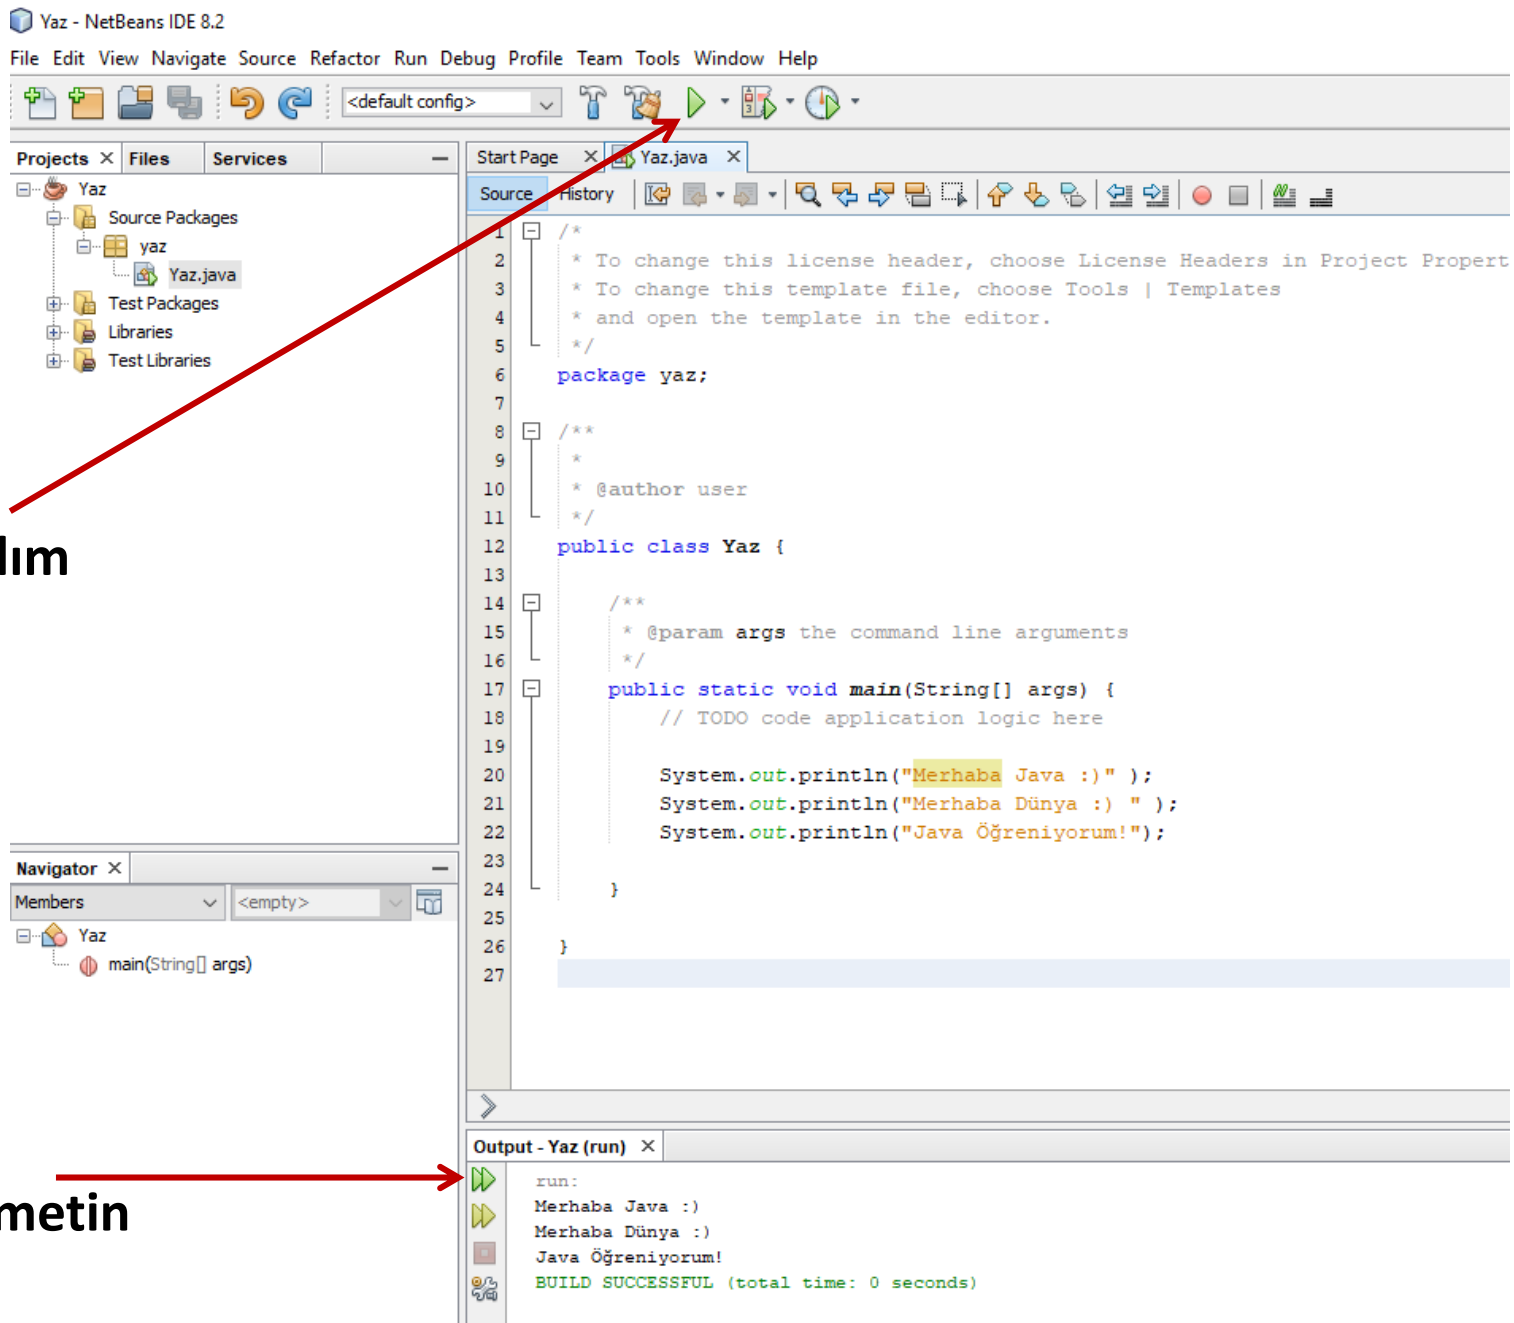 Yaz - NetBeans IDE 8.2
File Edit View Navigate Source Refactor Run Debug Profile Team Tools Window Help
<default config>
Projects Files Services
Yaz
Source Packages
yaz
Yaz.java
Test Packages
Libraries
Test Libraries
lım
Navigator
Members <empty>
Yaz
main(String[] args)
metin
Start Page Yaz.java
Source History
1 /*
2 * To change this license header, choose License Headers in Project Propert
3 * To change this template file, choose Tools | Templates
4 * and open the template in the editor.
5 */
6 package yaz;
7
8 /**
9 *
10 * @author user
11 */
12 public class Yaz {
13
14 /**
15 * @param args the command line arguments
16 */
17 public static void main(String[] args) {
18 // TODO code application logic here
19
20 System.out.println("Merhaba Java :)" );
21 System.out.println("Merhaba Dünya :) " );
22 System.out.println("Java Öğreniyorum!");
23
24 }
25
26 }
27
Output - Yaz (run)
run:
Merhaba Java :)
Merhaba Dünya :)
Java Öğreniyorum!
BUILD SUCCESSFUL (total time: 0 seconds)